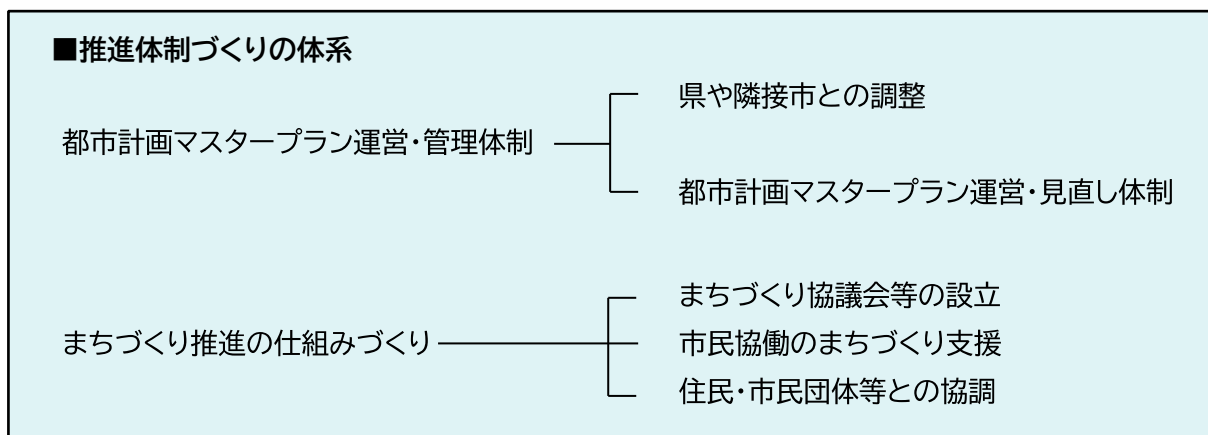 ■推進体制づくりの体系
県や隣接市との調整
都市計画マスタープラン運営・管理体制
都市計画マスタープラン運営・見直し体制
まちづくり協議会等の設立
まちづくり推進の仕組みづくり
市民協働のまちづくり支援
住民・市民団体等との協調